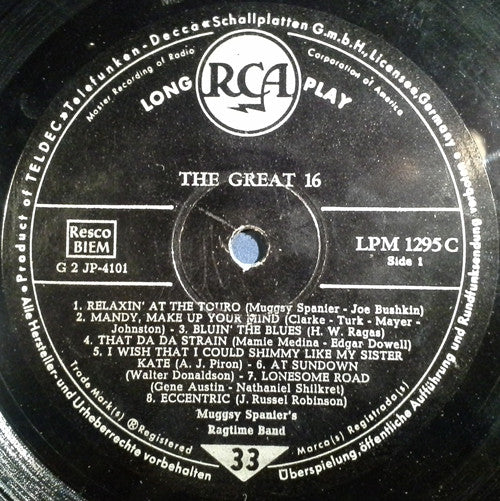 Product of TELDEC »Telefunken - Decca« Schallplatten G.m.b.H., Licensee, Germany
Master Recording of Radio Corporation of America
RCA
LONG PLAY
THE GREAT 16
Resco
BIEM
G 2 JP-4101
LPM 1295 C
Side 1
1. RELAXIN' AT THE TOURO (Muggsy Spanier - Joe Bushkin)
2. MANDY, MAKE UP YOUR MIND (Clarke - Turk - Mayer -
Johnston) - 3. BLUIN' THE BLUES (H. W. Ragas)
4. THAT DA DA STRAIN (Mamie Medina - Edgar Dowell)
5. I WISH THAT I COULD SHIMMY LIKE MY SISTER
KATE (A. J. Piron) - 6. AT SUNDOWN
(Walter Donaldson) - 7. LONESOME ROAD
(Gene Austin - Nathaniel Shilkret)
8. ECCENTRIC (J. Russel Robinson)
Muggsy Spanier's
Ragtime Band
Trade Mark(s) ® Registered
Marca(s) Registrada(s)
33
Alle Hersteller- und Urheberrechte vorbehalten
Überspielung, öffentliche Aufführung und Rundfunksendung